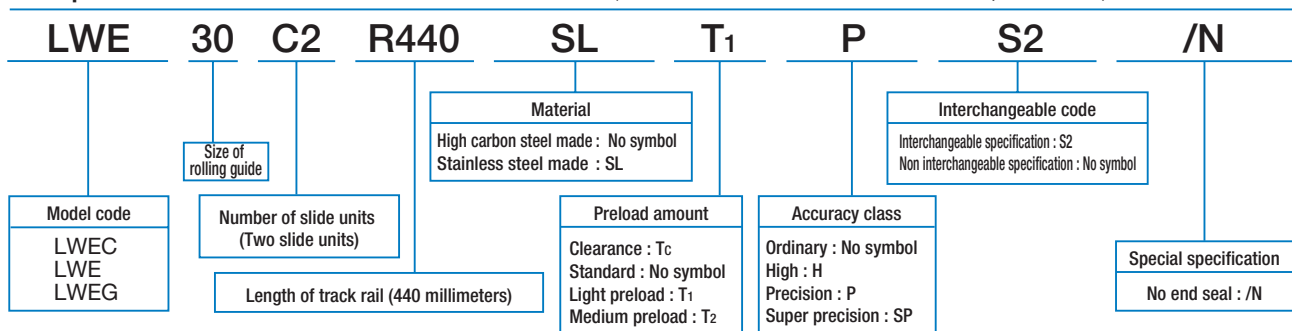 LWE 30 C2 R440 SL T1 P S2 /N
Material
High carbon steel made : No symbol
Stainless steel made : SL
Interchangeable code
Interchangeable specification : S2
Non interchangeable specification : No symbol
Size of
rolling guide
Model code
LWEC
LWE
LWEG
Number of slide units
(Two slide units)
Length of track rail (440 millimeters)
Preload amount
Clearance : Tc
Standard : No symbol
Light preload : T1
Medium preload : T2
Accuracy class
Ordinary : No symbol
High : H
Precision : P
Super precision : SP
Special specification
No end seal : /N